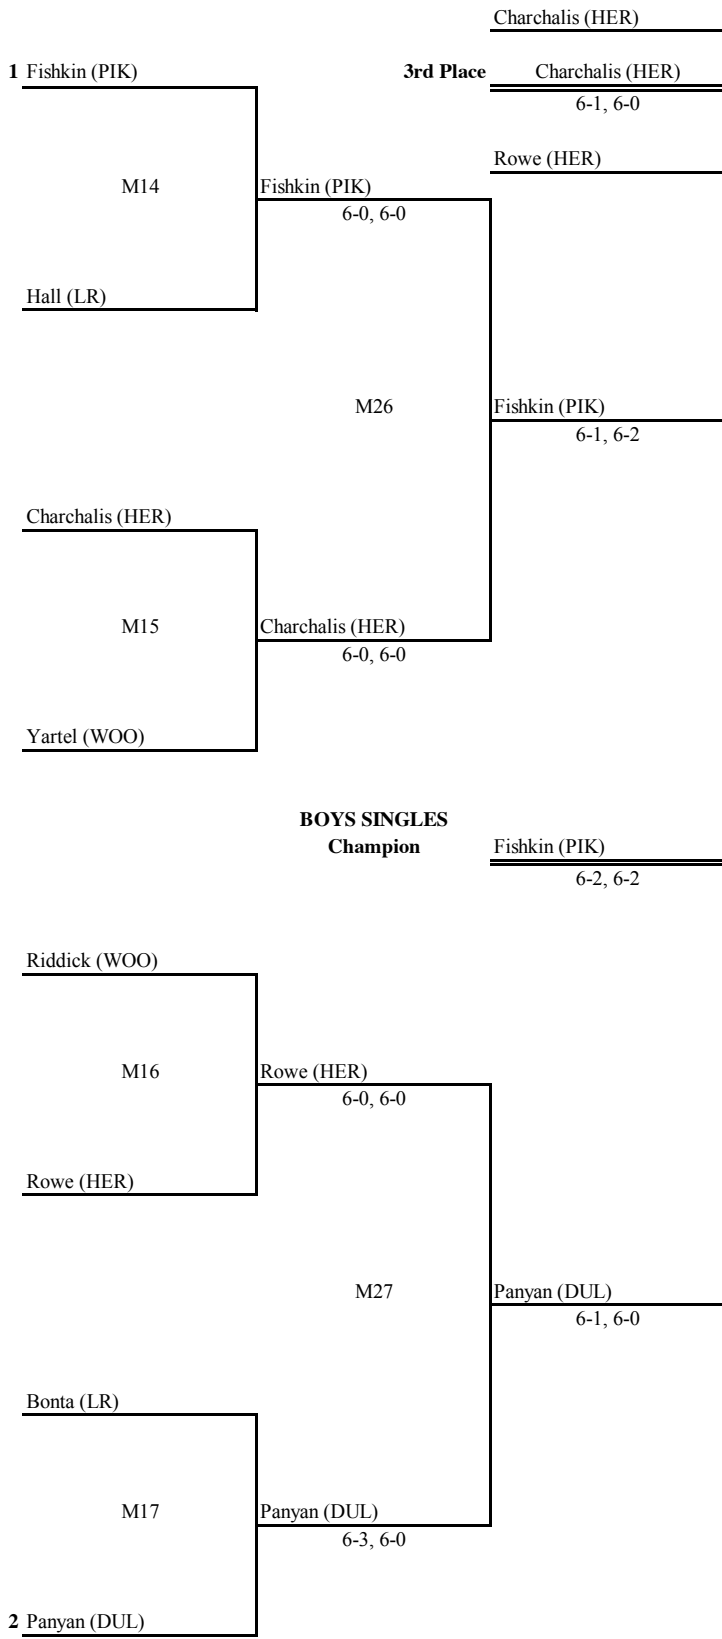 Charchalis (HER)
1 Fishkin (PIK)
3rd Place Charchalis (HER)
6-1, 6-0
Rowe (HER)
M14
Fishkin (PIK)
6-0, 6-0
Hall (LR)
M26
Fishkin (PIK)
6-1, 6-2
Charchalis (HER)
M15
Charchalis (HER)
6-0, 6-0
Yartel (WOO)
BOYS SINGLES
Champion
Fishkin (PIK)
6-2, 6-2
Riddick (WOO)
M16
Rowe (HER)
6-0, 6-0
Rowe (HER)
M27
Panyan (DUL)
6-1, 6-0
Bonta (LR)
M17
Panyan (DUL)
6-3, 6-0
2 Panyan (DUL)